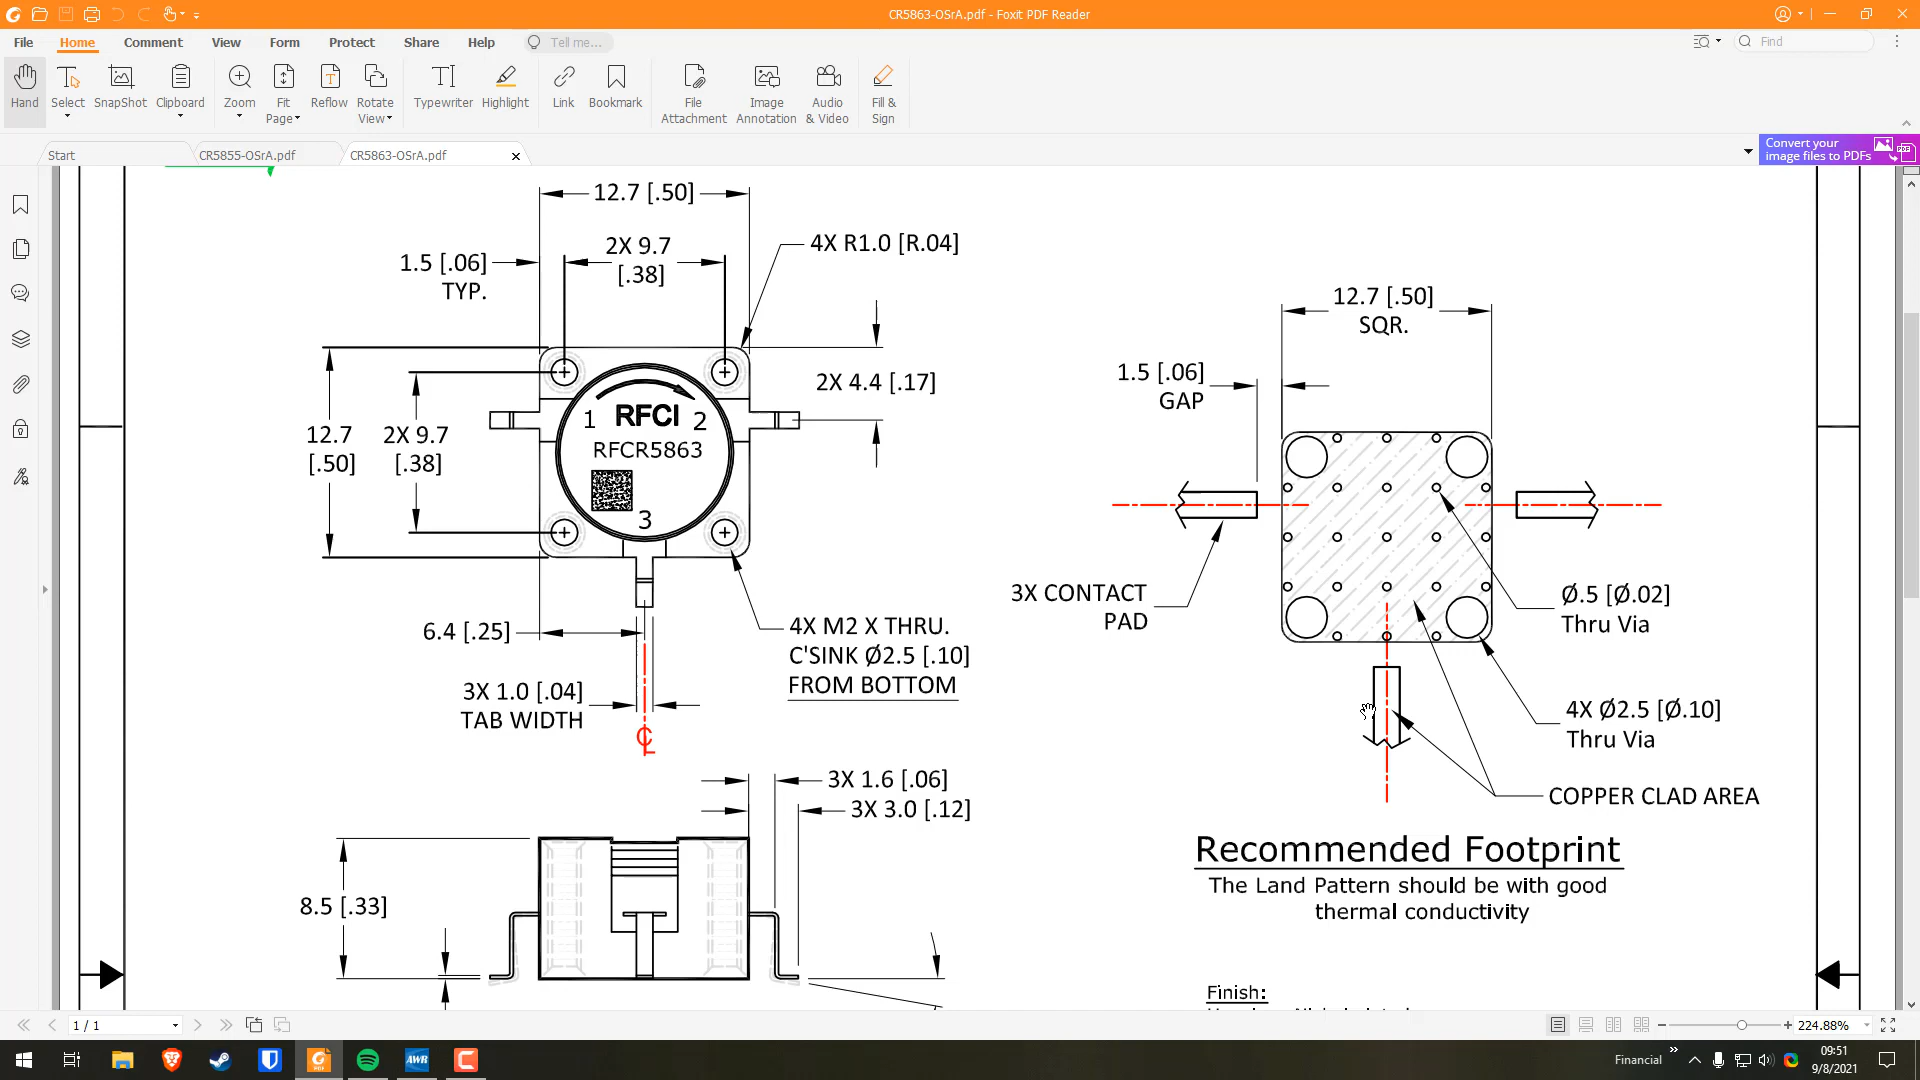 CR5863-OSrA.pdf - Foxit PDF Reader
File Home Comment View Form Protect Share Help Tell me... Find
Hand Select SnapShot Clipboard Zoom Fit Page Reflow Rotate View Typewriter Highlight Link Bookmark File Attachment Image Annotation Audio & Video Fill & Sign
Start CR5855-OSrA.pdf CR5863-OSrA.pdf
Convert your
image files to PDFs
12.7 [.50]
2X 9.7
[.38]
1.5 [.06]
TYP.
4X R1.0 [R.04]
2X 4.4 [.17]
12.7
[.50]
2X 9.7
[.38]
1 RFCI 2
RFCR5863
3
6.4 [.25]
4X M2 X THRU.
C'SINK Ø2.5 [.10]
FROM BOTTOM
3X 1.0 [.04]
TAB WIDTH
3X 1.6 [.06]
3X 3.0 [.12]
8.5 [.33]
12.7 [.50]
SQR.
1.5 [.06]
GAP
3X CONTACT
PAD
Ø.5 [Ø.02]
Thru Via
4X Ø2.5 [Ø.10]
Thru Via
COPPER CLAD AREA
Recommended Footprint
The Land Pattern should be with good
thermal conductivity
Finish:
1 / 1
224.88%
AWR
Financial
09:51
9/8/2021